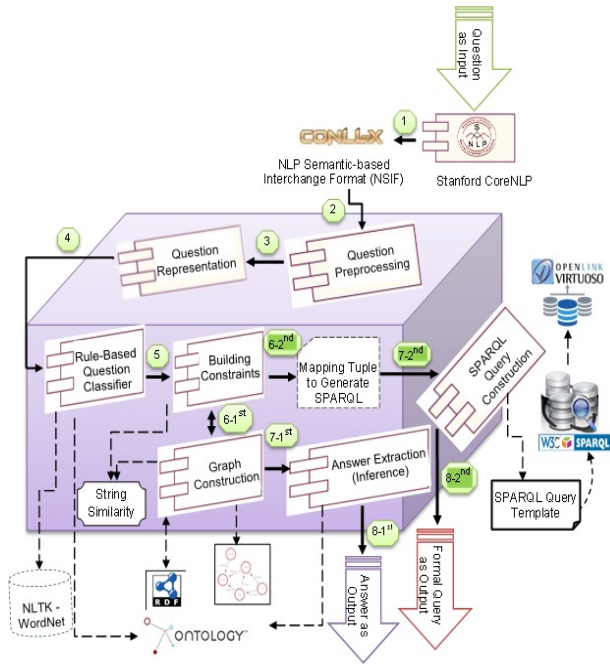 Question
as Input
1
CONLL-X
S
NLP
NLP Semantic-based
Interchange Format (NSIF)
Stanford CoreNLP
2
4
3
Question
Representation
Question
Preprocessing
OPENLINK
VIRTUOSO
Rule-Based
Question
Classifier
5
Building
Constraints
6-2nd
Mapping Tuple
to Generate
SPARQL
7-2nd
SPARQL
Query
Construction
6-1st
7-1st
W3C SPARQL
String
Similarity
Graph
Construction
Answer Extraction
(Inference)
8-2nd
SPARQL Query
Template
8-1st
NLTK -
WordNet
RDF
ONTOLOGY™
Answer as
Output
Formal Query
as Output